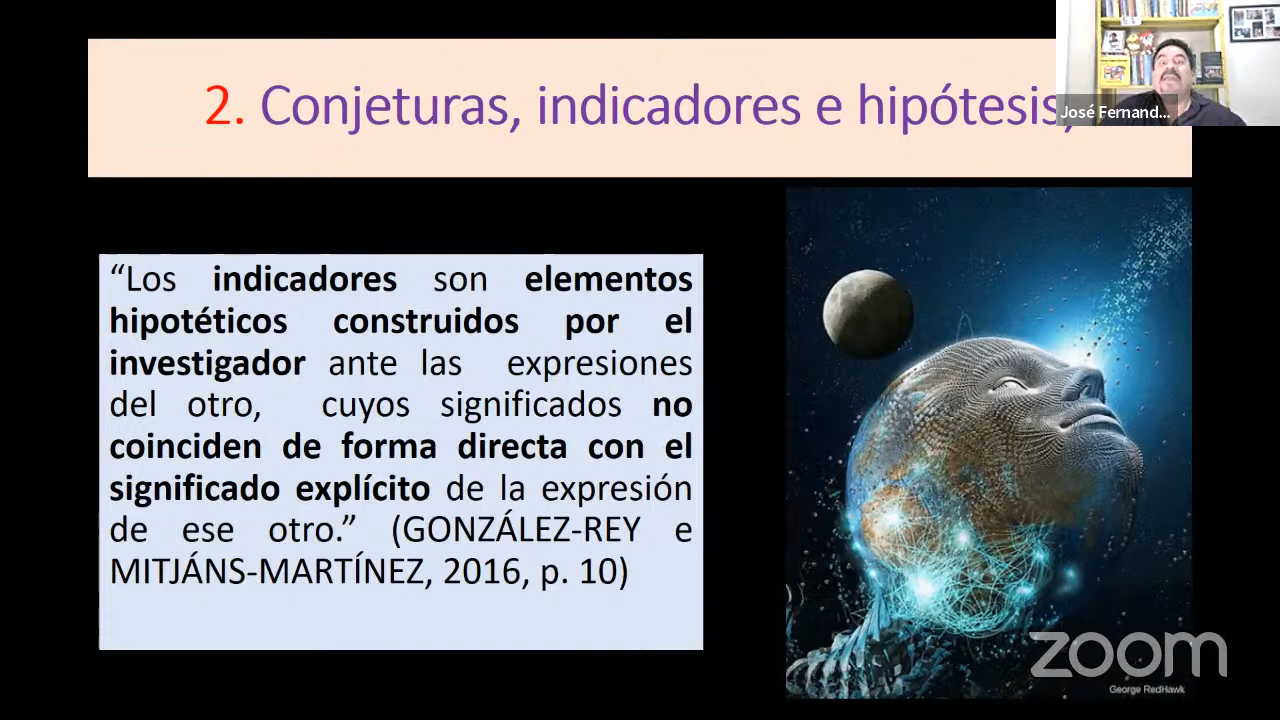 2. Conjeturas, indicadores e hipótesis,
José Fernand...
“Los indicadores son elementos
hipotéticos construidos por el
investigador ante las expresiones
del otro, cuyos significados no
coinciden de forma directa con el
significado explícito de la expresión
de ese otro.” (GONZÁLEZ-REY e
MITJÁNS-MARTÍNEZ, 2016, p. 10)
zoom
George RedHawk